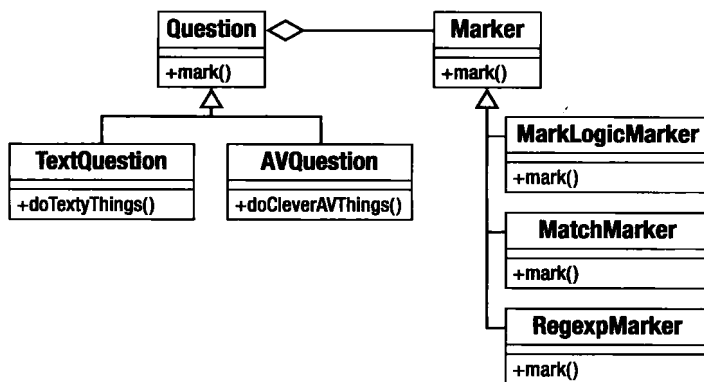 Question
+mark()
Marker
+mark()
TextQuestion
+doTextyThings()
AVQuestion
+doCleverAVThings()
MarkLogicMarker
+mark()
MatchMarker
+mark()
RegexpMarker
+mark()